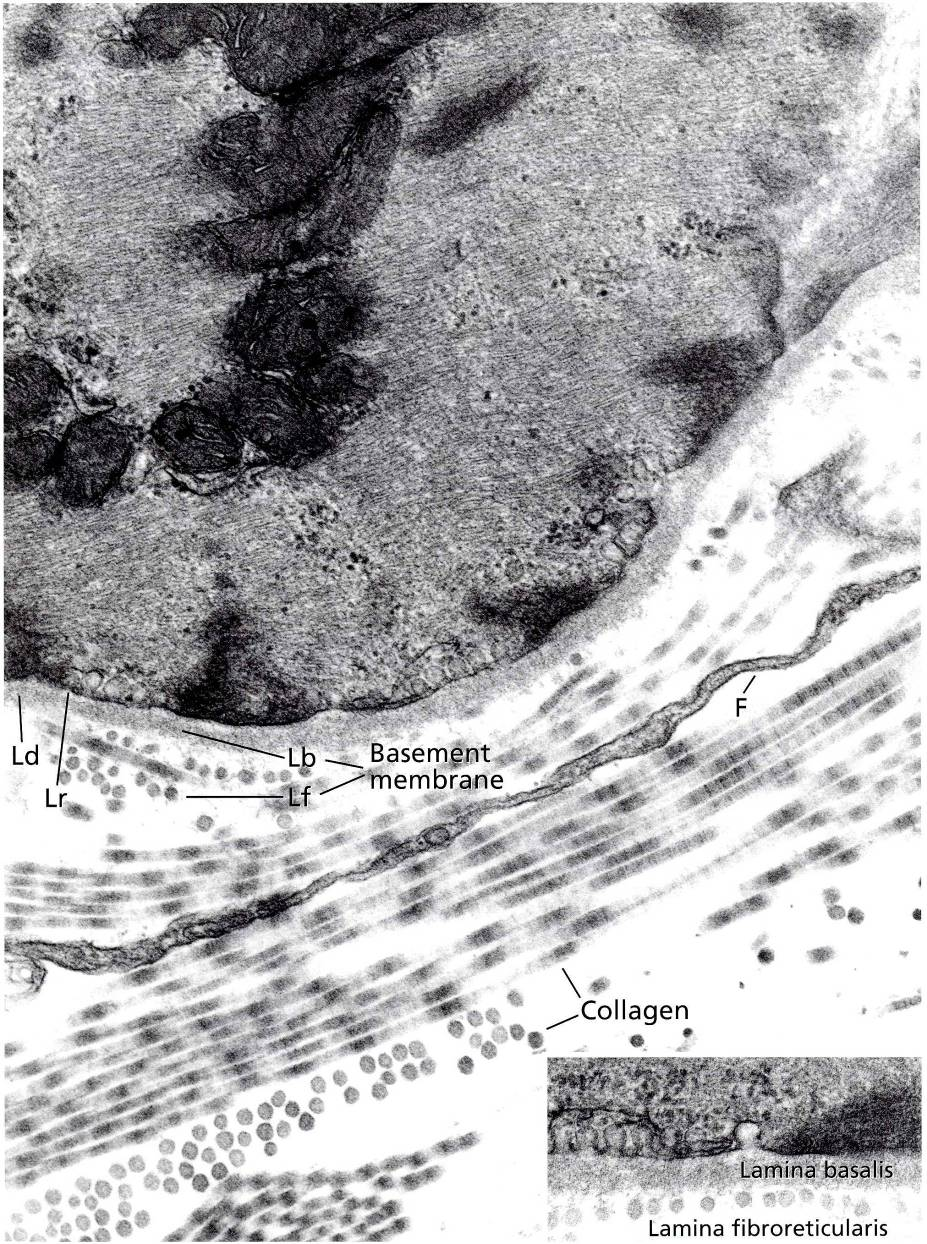 F
Ld
Lb
Basement
membrane
Lr
Lf
Collagen
Lamina basalis
Lamina fibroreticularis